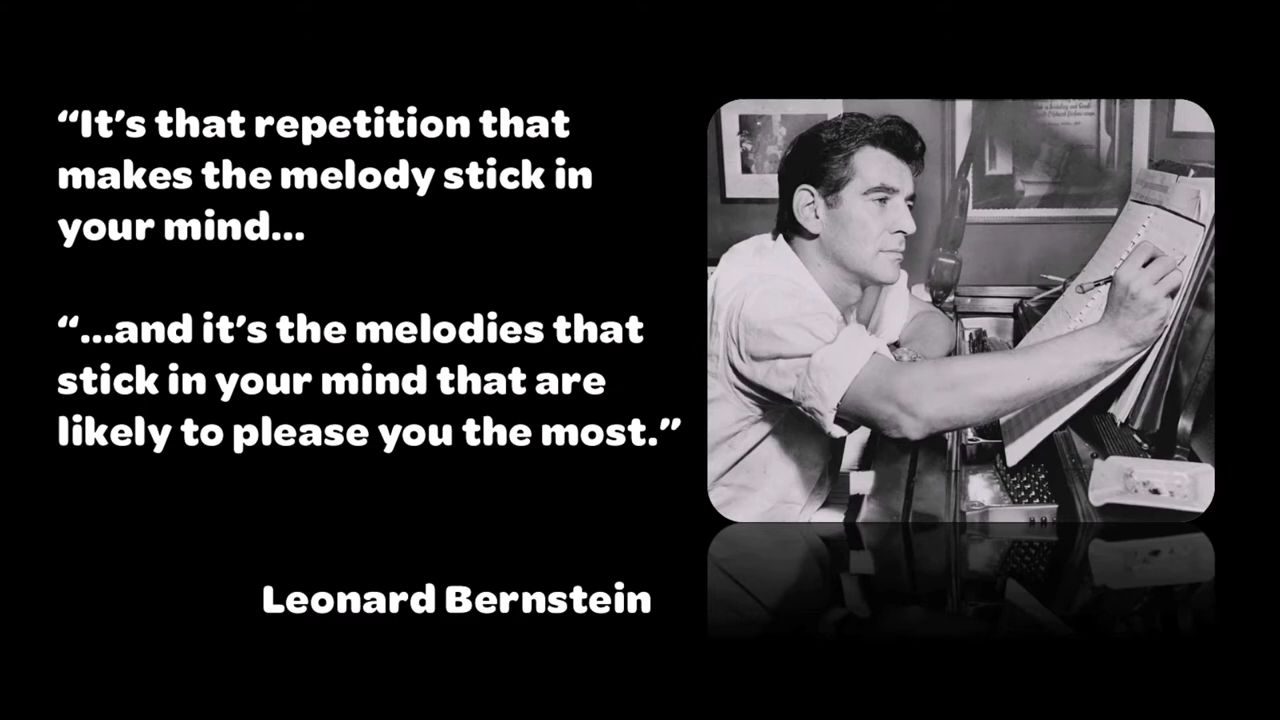 “It’s that repetition that
makes the melody stick in
your mind...
“...and it’s the melodies that
stick in your mind that are
likely to please you the most.”
Leonard Bernstein